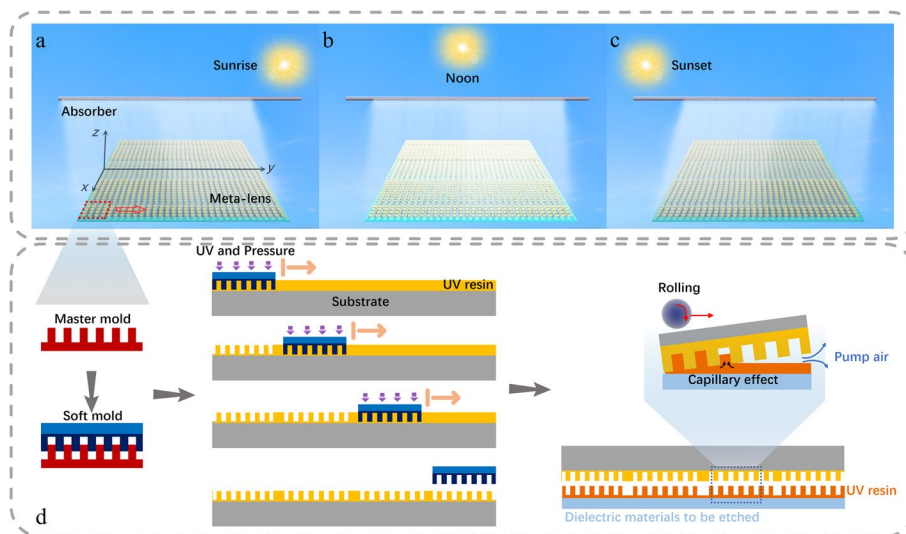 a
Sunrise
Absorber
z
y
x
Meta-lens
b
Noon
c
Sunset
UV and Pressure
UV resin
Substrate
Master mold
Soft mold
Rolling
Pump air
Capillary effect
UV resin
Dielectric materials to be etched
d